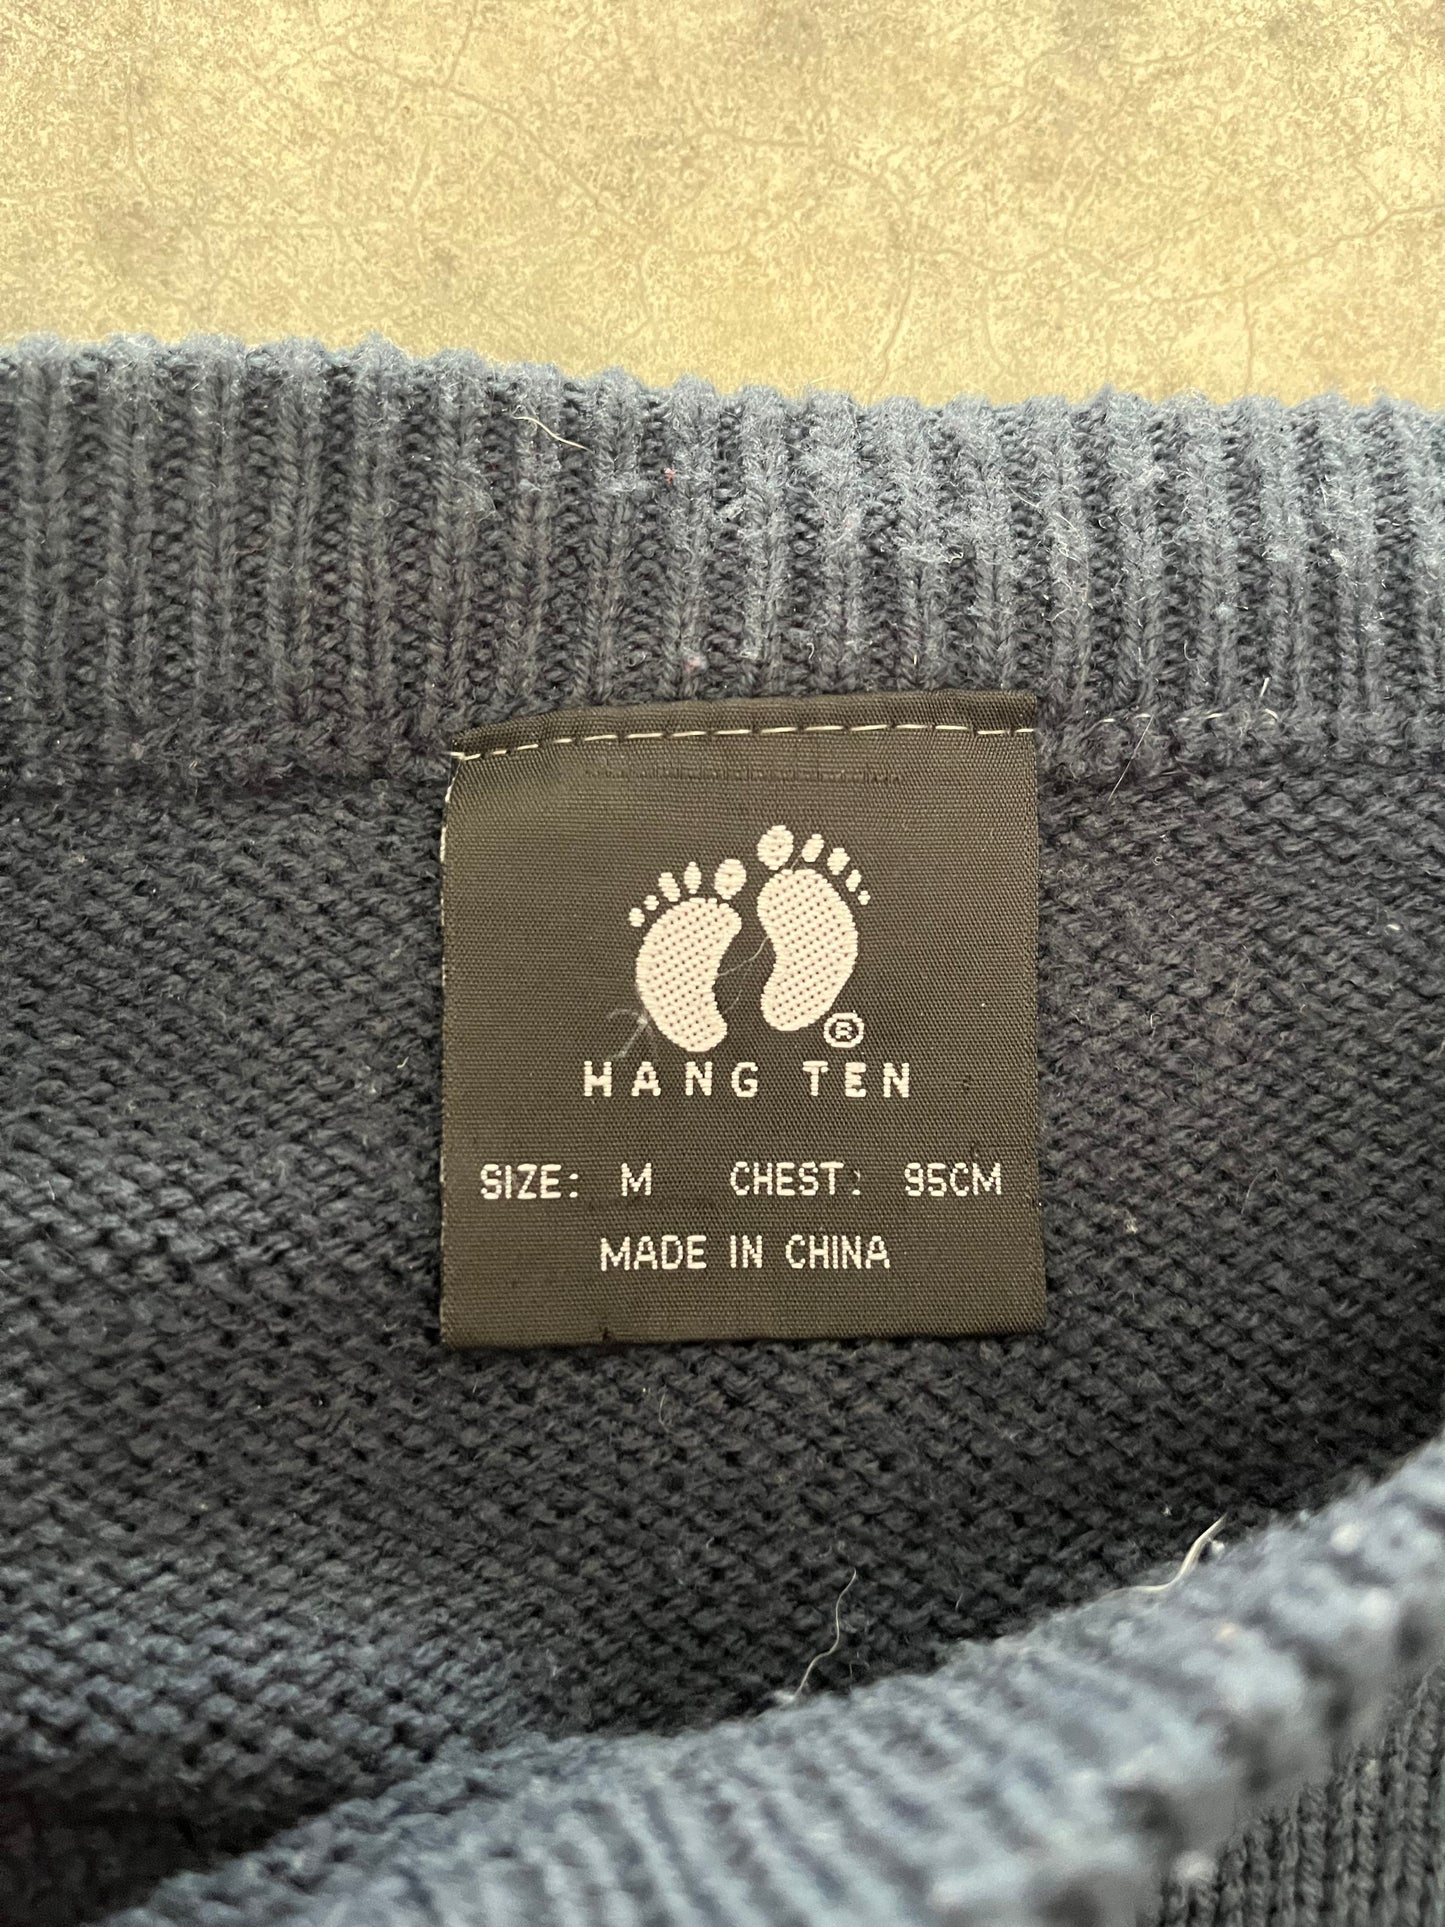 ®
HANG TEN
SIZE: M CHEST: 95CM
MADE IN CHINA